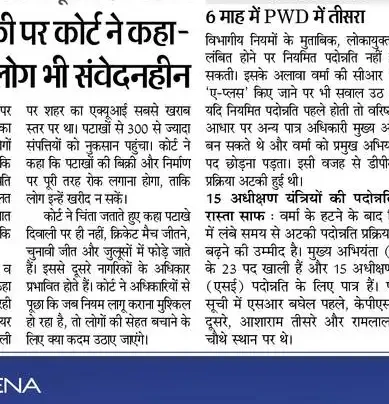 की पर कोर्ट ने कहा-
लोग भी संवेदनहीन
पर शहर का एक्यूआई सबसे खराब
स्तर पर था। पटाखों से 300 से ज्यादा
संपत्तियों को नुकसान पहुंचा। कोर्ट ने
कहा कि पटाखों की बिक्री और निर्माण
पर पूरी तरह रोक लगाना होगा, ताकि
लोग इन्हें खरीद न सकें।
कोर्ट ने चिंता जताते हुए कहा पटाखे
दिवाली पर ही नहीं, क्रिकेट मैच जीतने,
चुनावी जीत और जुलूसों में फोड़े जाते
हैं। इससे दूसरे नागरिकों के अधिकार
प्रभावित होते हैं। कोर्ट ने अधिकारियों से
पूछा कि जब नियम लागू कराना मुश्किल
हो रहा है, तो लोगों की सेहत बचाने के
लिए क्या कदम उठाए जाएंगे।
6 माह में PWD में तीसरा
विभागीय नियमों के मुताबिक, लोकायुक्त
लंबित होने पर नियमित पदोन्नति नहीं
सकती। इसके अलावा वर्मा की सीआर
'ए-प्लस' किए जाने पर भी सवाल उठ
यदि नियमित पदोन्नति पहले होती तो वरिष्
आधार पर अन्य पात्र अधिकारी मुख्य अ
बन सकते थे और वर्मा को प्रमुख अभिय
पद छोड़ना पड़ता। इसी वजह से डीपी
प्रक्रिया अटकी हुई थी।
15 अधीक्षण यंत्रियों की पदोन्नति
रास्ता साफ : वर्मा के हटने के बाद
में लंबे समय से अटकी पदोन्नति प्रक्रिया
बढ़ने की उम्मीद है। मुख्य अभियंता (
के 23 पद खाली हैं और 15 अधीक्षण
(एसई) पदोन्नति के लिए पात्र हैं।
सूची में एसआर बघेल पहले, केपीएस
दूसरे, आशाराम तीसरे और रामलाल
चौथे स्थान पर थे।
ENA